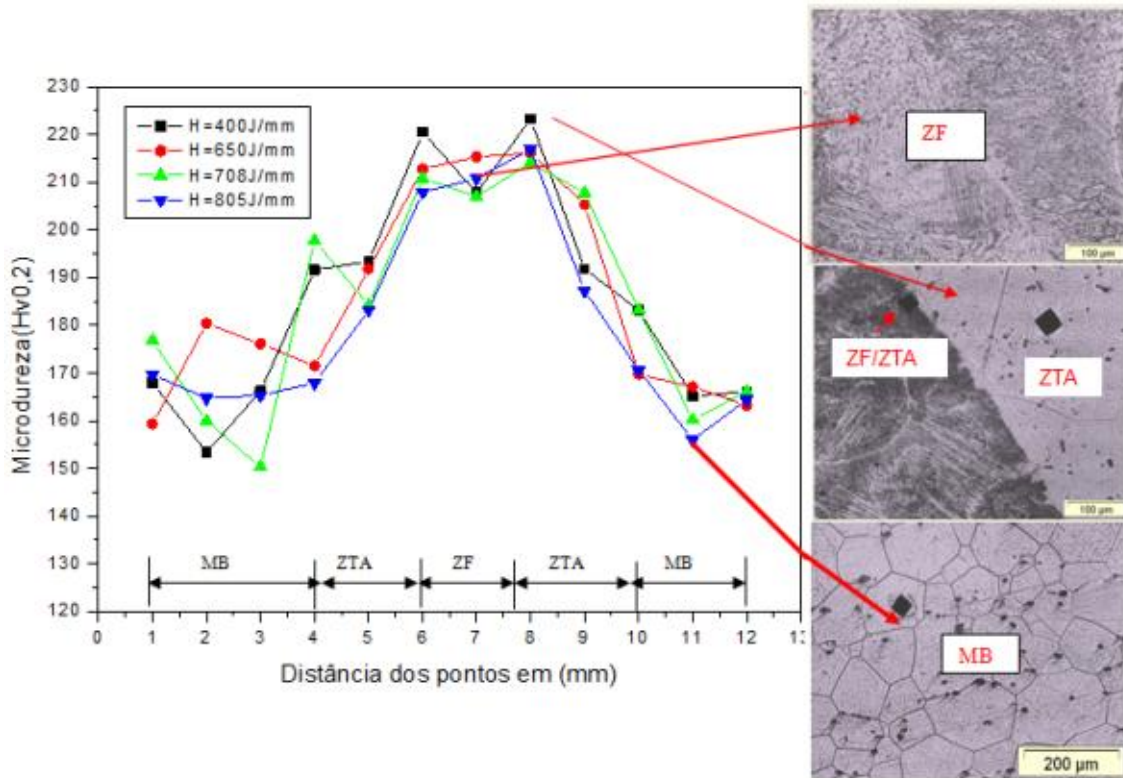 230
220
210
200
190
180
170
160
150
140
130
120
Microdureza(Hv0,2)
H=400J/mm
H=650J/mm
H=708J/mm
H=805J/mm
MB
ZTA
ZF
ZTA
MB
0 1 2 3 4 5 6 7 8 9 10 11 12
Distância dos pontos em (mm)
ZF
100 µm
ZF/ZTA
ZTA
100 µm
MB
200 µm